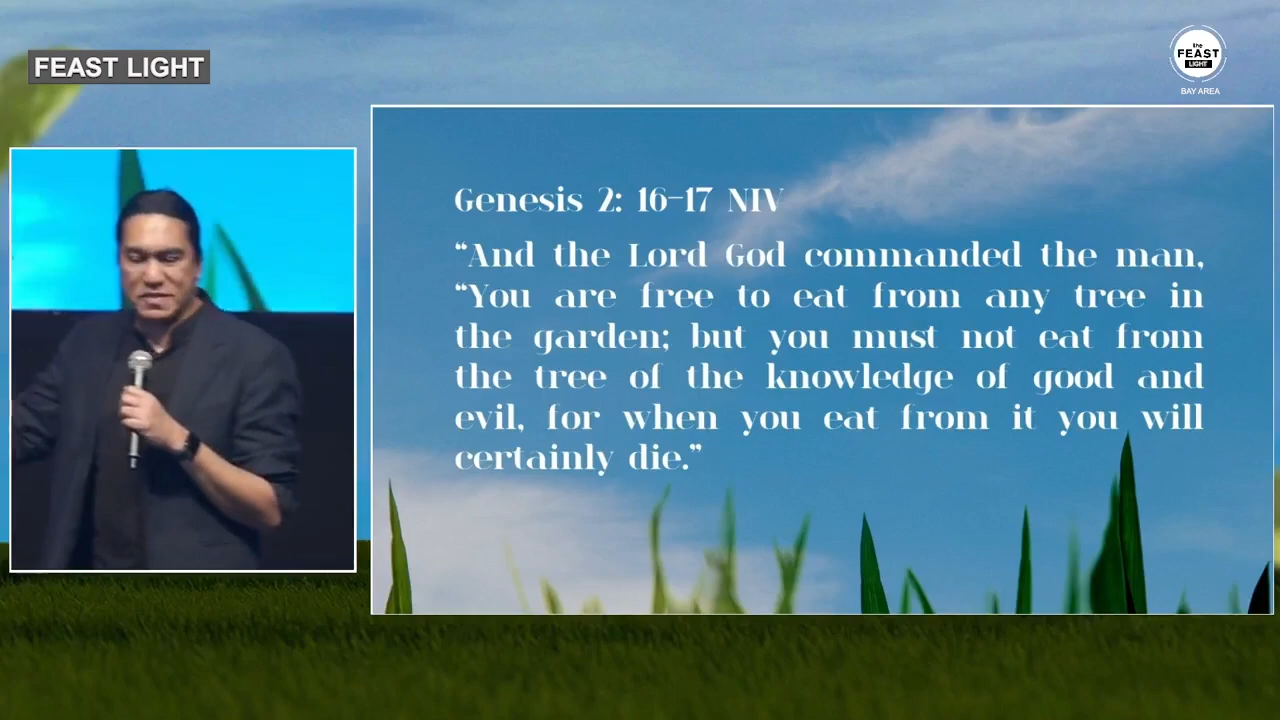 FEAST LIGHT
the
FEAST
LIGHT
BAY AREA
Genesis 2: 16-17 NIV
“And the Lord God commanded the man,
“You are free to eat from any tree in
the garden; but you must not eat from
the tree of the knowledge of good and
evil, for when you eat from it you will
certainly die.”